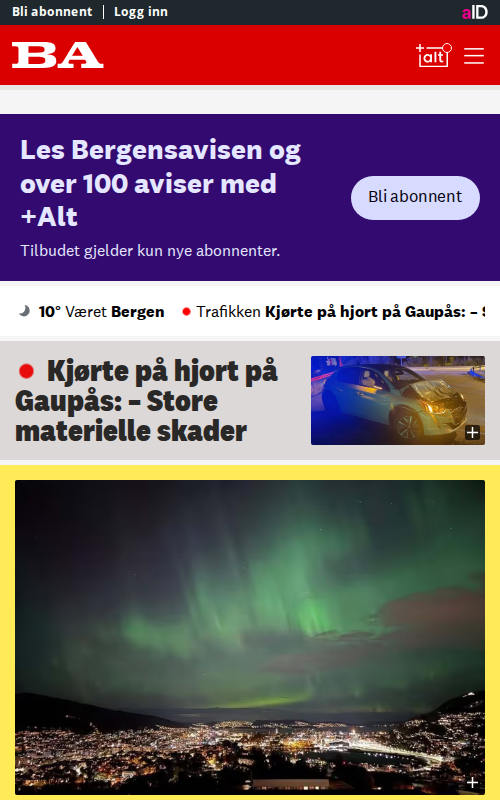 Bli abonnent | Logg inn aID
BA +alt
Les Bergensavisen og
over 100 aviser med
+Alt
Bli abonnent
Tilbudet gjelder kun nye abonnenter.
10° Været Bergen Trafikken Kjørte på hjort på Gaupås: –
Kjørte på hjort på
Gaupås: – Store
materielle skader